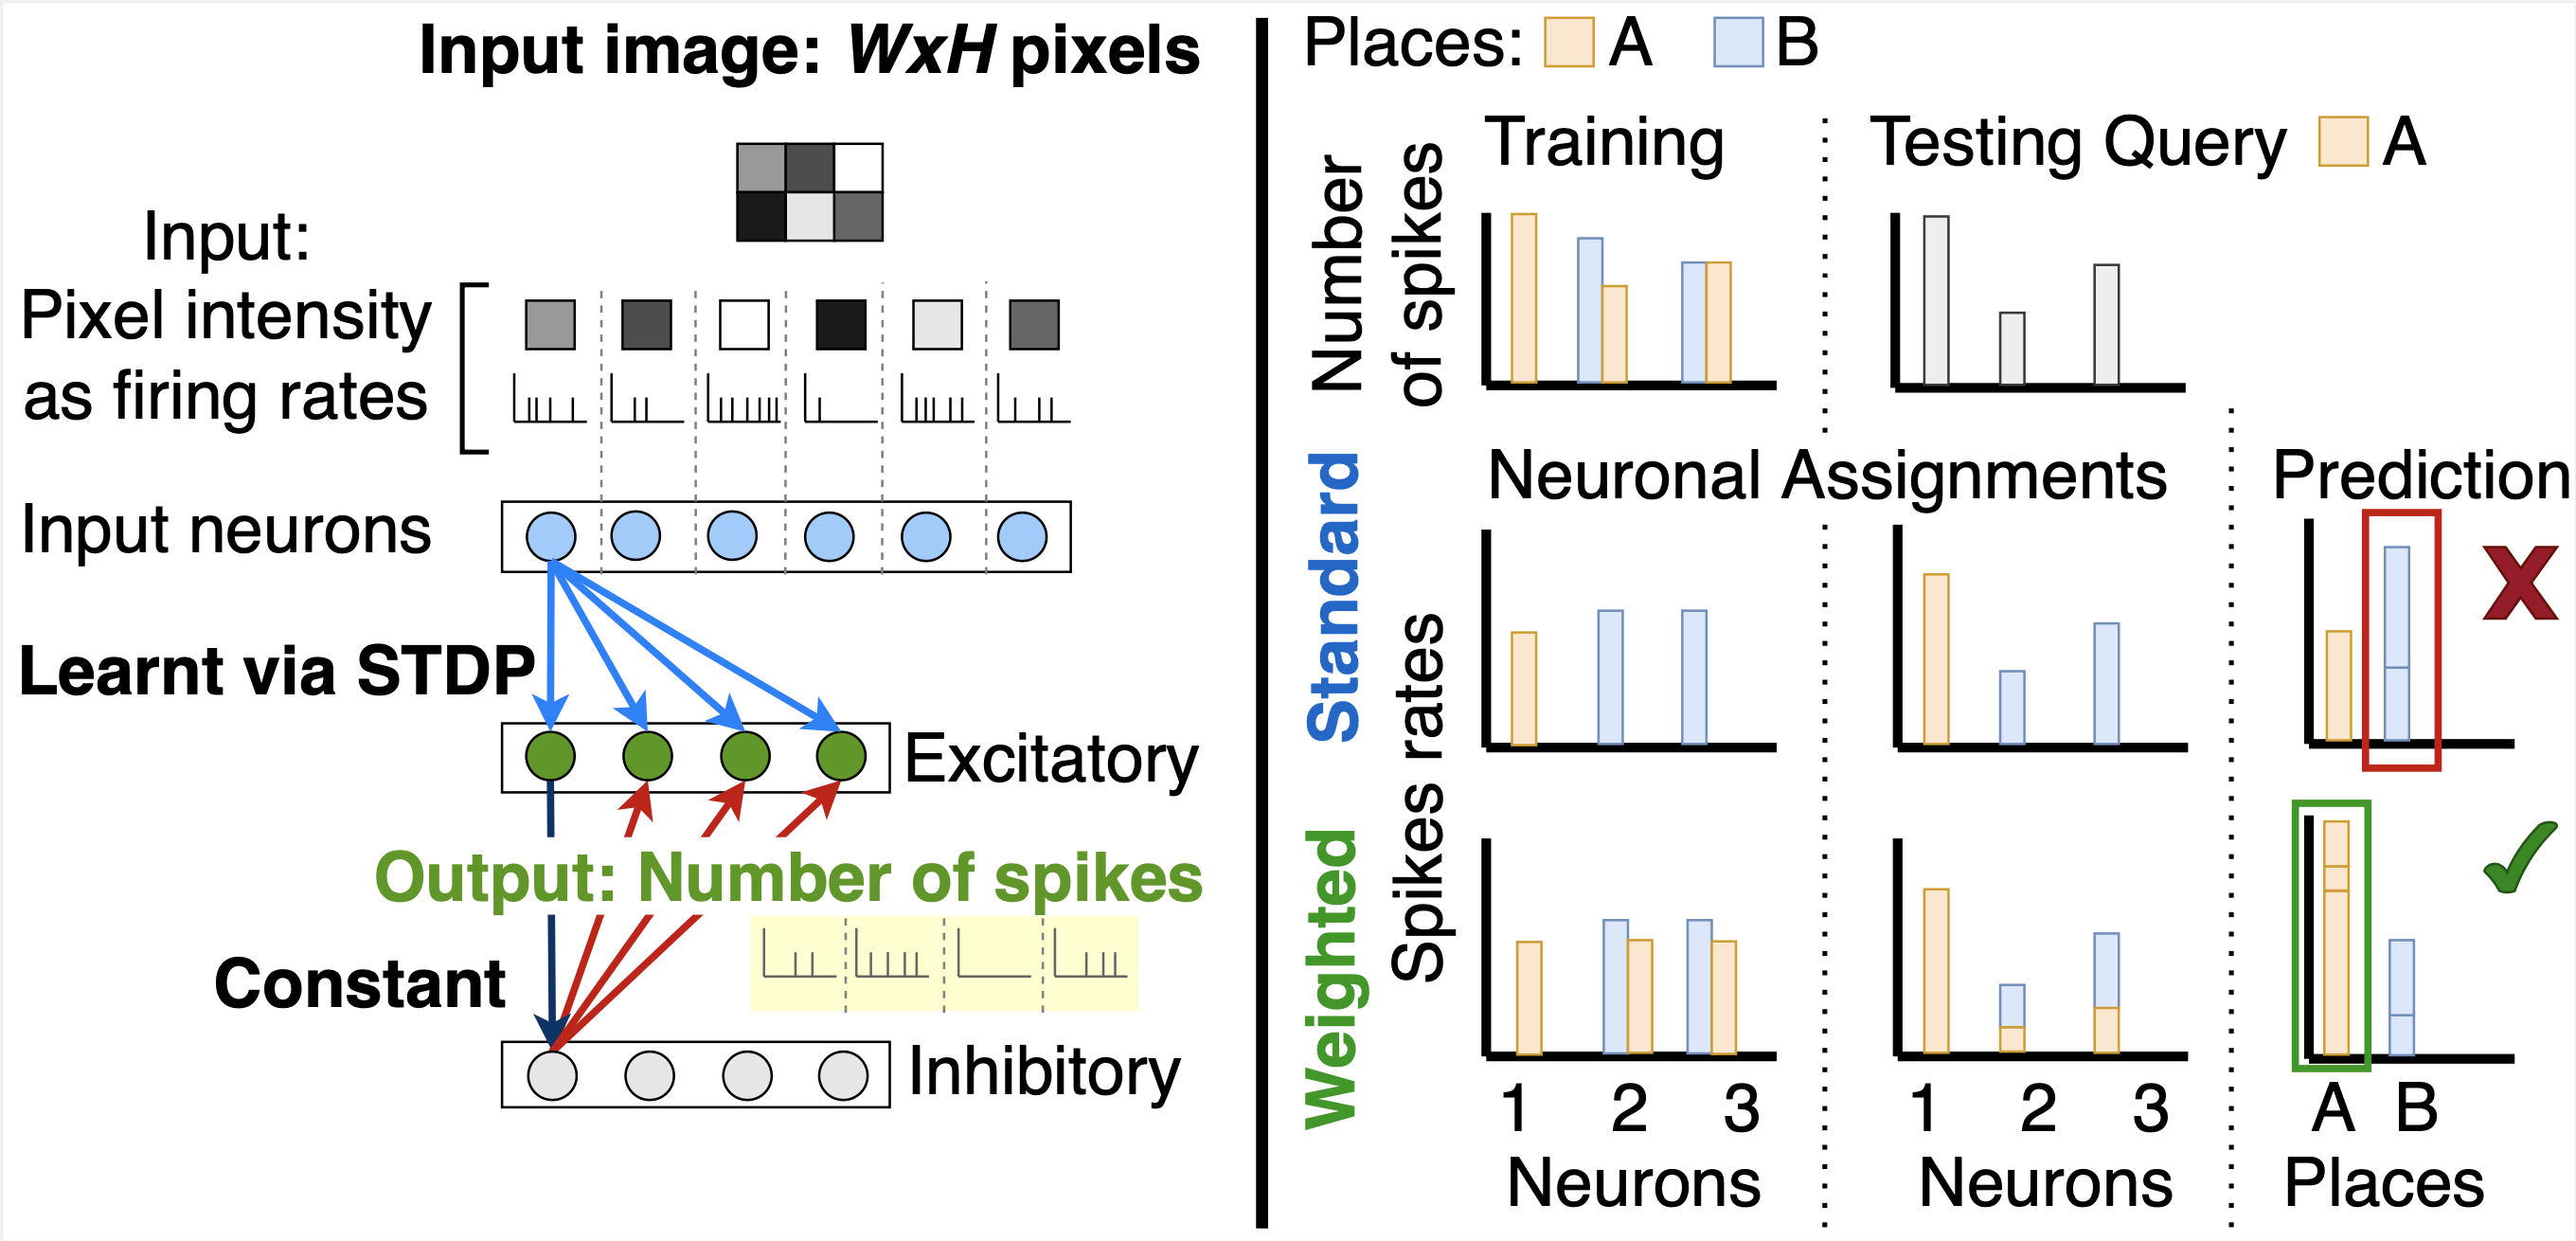 Input image: WxH pixels
Input:
Pixel intensity
as firing rates
Input neurons
Learnt via STDP
Excitatory
Output: Number of spikes
Constant
Inhibitory
Places: A B
Training
Testing Query A
Number
of spikes
Neuronal Assignments
Prediction
Standard
Weighted
Spikes rates
X
1 2 3
1 2 3
A B
Neurons
Neurons
Places